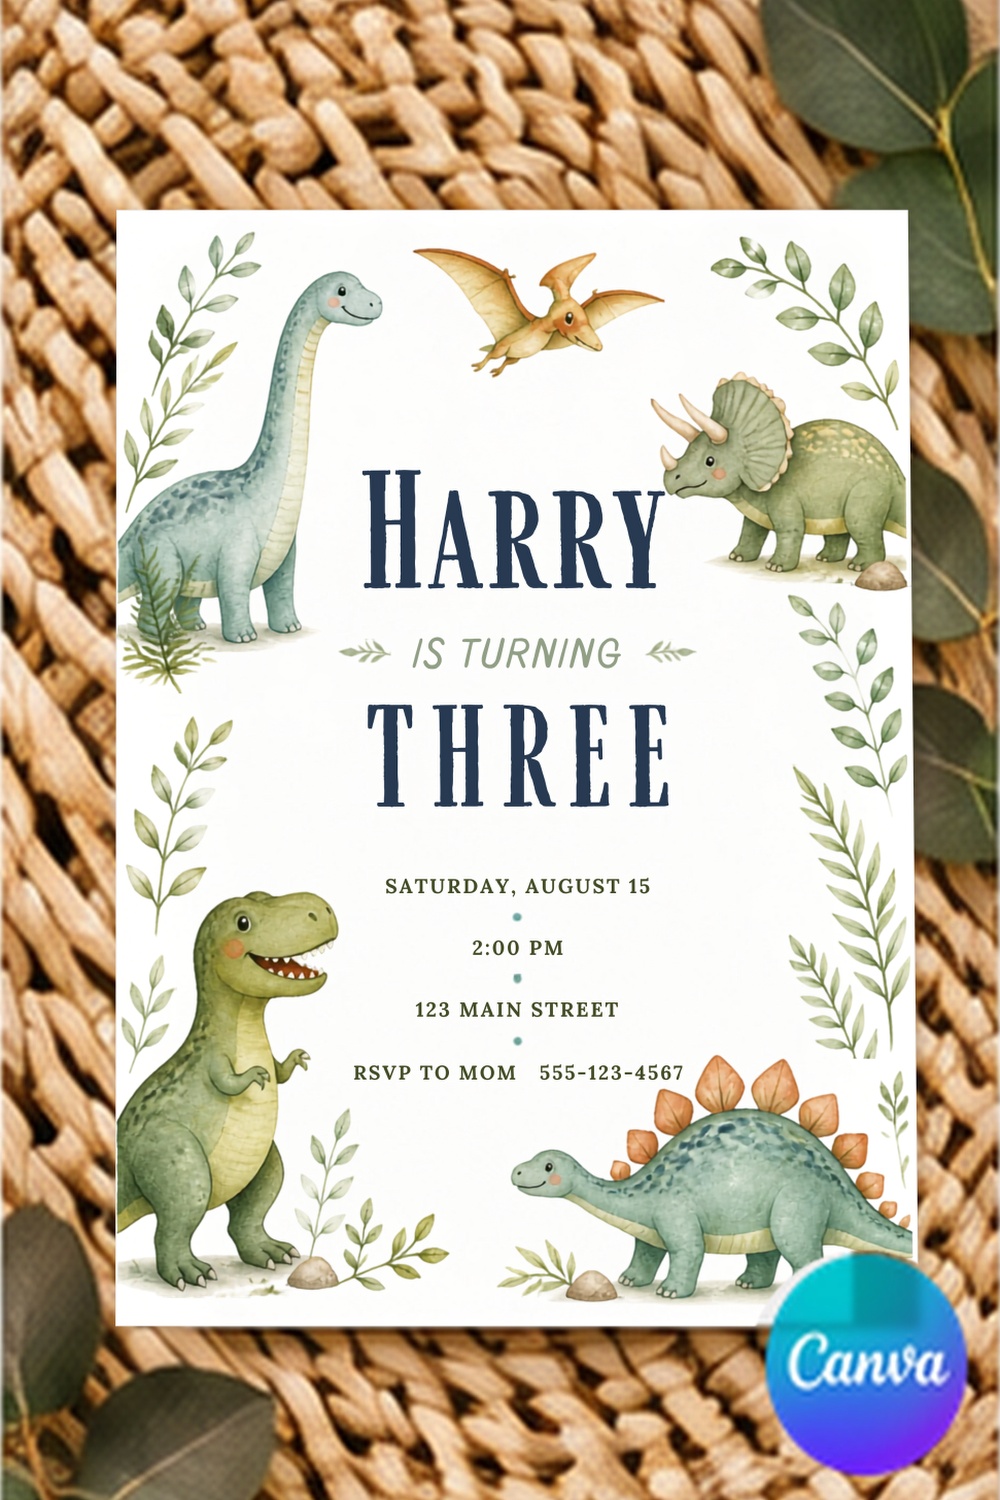 HARRY
IS TURNING
THREE
SATURDAY, AUGUST 15
2:00 PM
123 MAIN STREET
RSVP TO MOM 555-123-4567
Canva